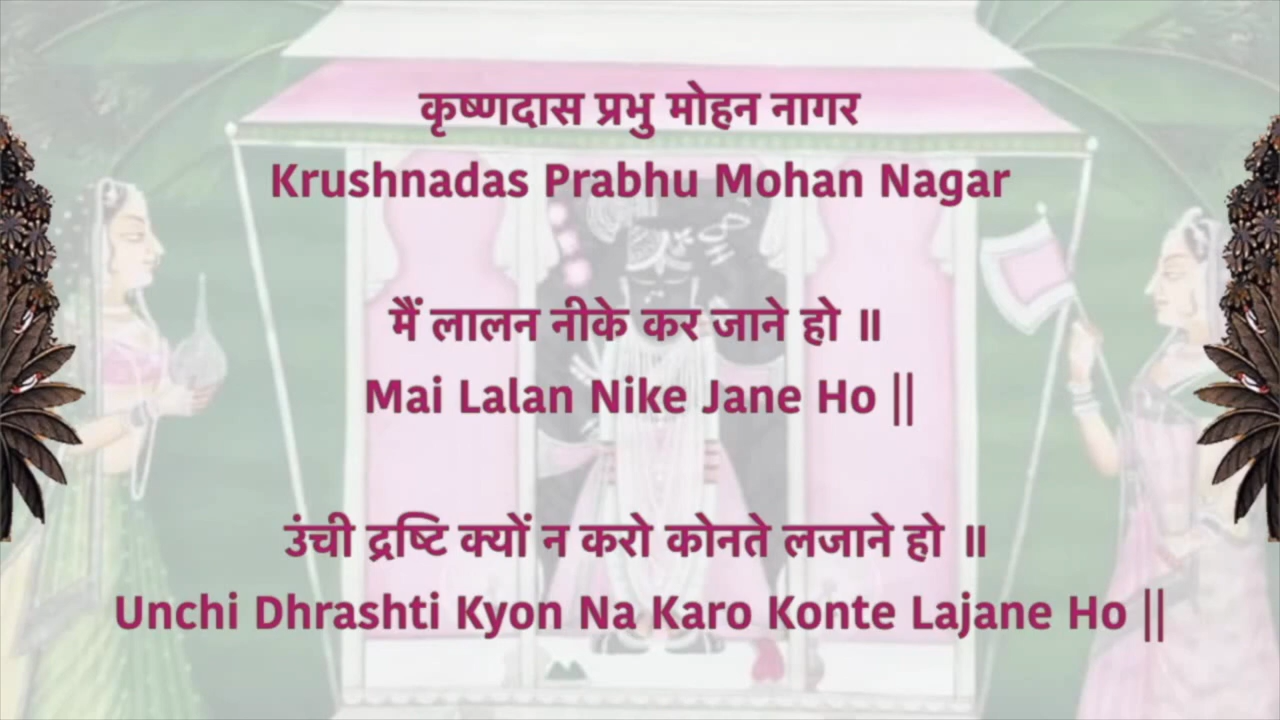 कृष्णदास प्रभु मोहन नागर
Krushnadas Prabhu Mohan Nagar
मैं लालन नीके कर जाने हो ॥
Mai Lalan Nike Jane Ho ||
उंची द्रष्टि क्यों न करो कोनते लजाने हो ॥
Unchi Dhrashti Kyon Na Karo Konte Lajane Ho ||